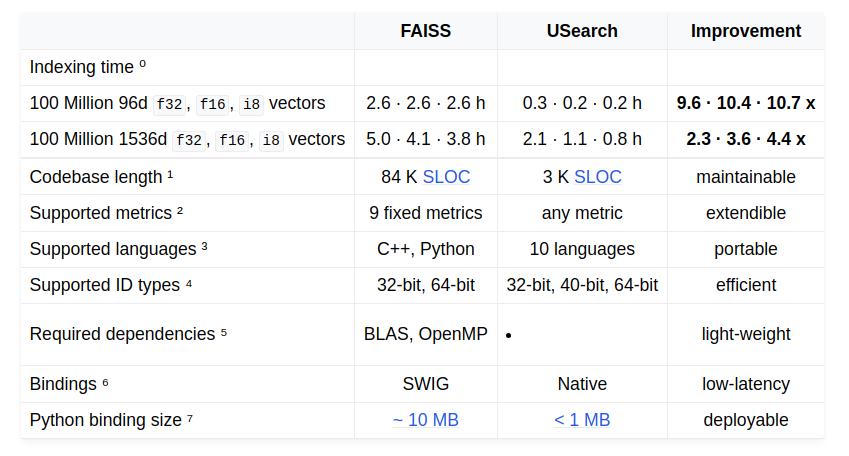 FAISS USearch Improvement
Indexing time ⁰
100 Million 96d f32, f16, i8 vectors 2.6 · 2.6 · 2.6 h 0.3 · 0.2 · 0.2 h 9.6 · 10.4 · 10.7 x
100 Million 1536d f32, f16, i8 vectors 5.0 · 4.1 · 3.8 h 2.1 · 1.1 · 0.8 h 2.3 · 3.6 · 4.4 x
Codebase length ¹ 84 K SLOC 3 K SLOC maintainable
Supported metrics ² 9 fixed metrics any metric extendible
Supported languages ³ C++, Python 10 languages portable
Supported ID types ⁴ 32-bit, 64-bit 32-bit, 40-bit, 64-bit efficient
Required dependencies ⁵ BLAS, OpenMP • light-weight
Bindings ⁶ SWIG Native low-latency
Python binding size ⁷ ~ 10 MB < 1 MB deployable